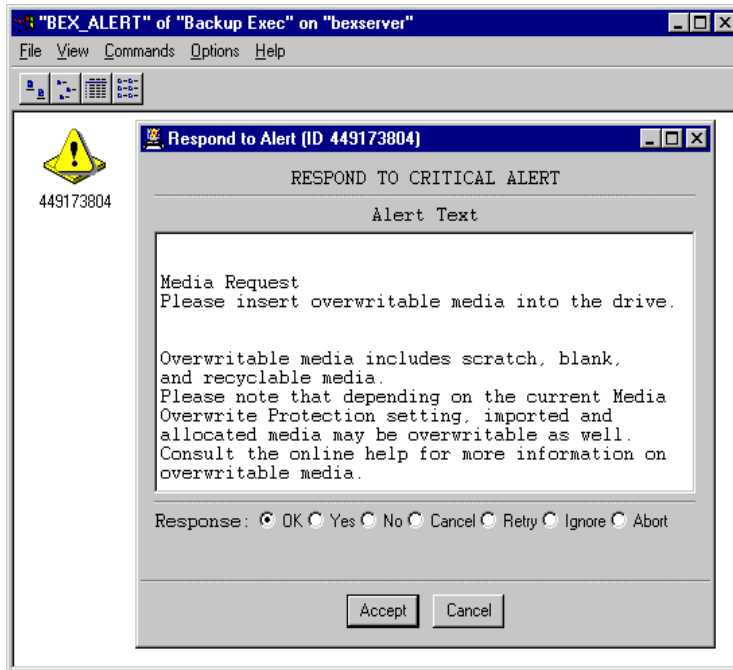 "BEX_ALERT" of "Backup Exec" on "bexserver"
File View Commands Options Help
449173804
Respond to Alert (ID 449173804)
RESPOND TO CRITICAL ALERT
Alert Text
Media Request
Please insert overwritable media into the drive.
Overwritable media includes scratch, blank,
and recyclable media.
Please note that depending on the current Media
Overwrite Protection setting, imported and
allocated media may be overwritable as well.
Consult the online help for more information on
overwritable media.
Response: OK Yes No Cancel Retry Ignore Abort
Accept Cancel